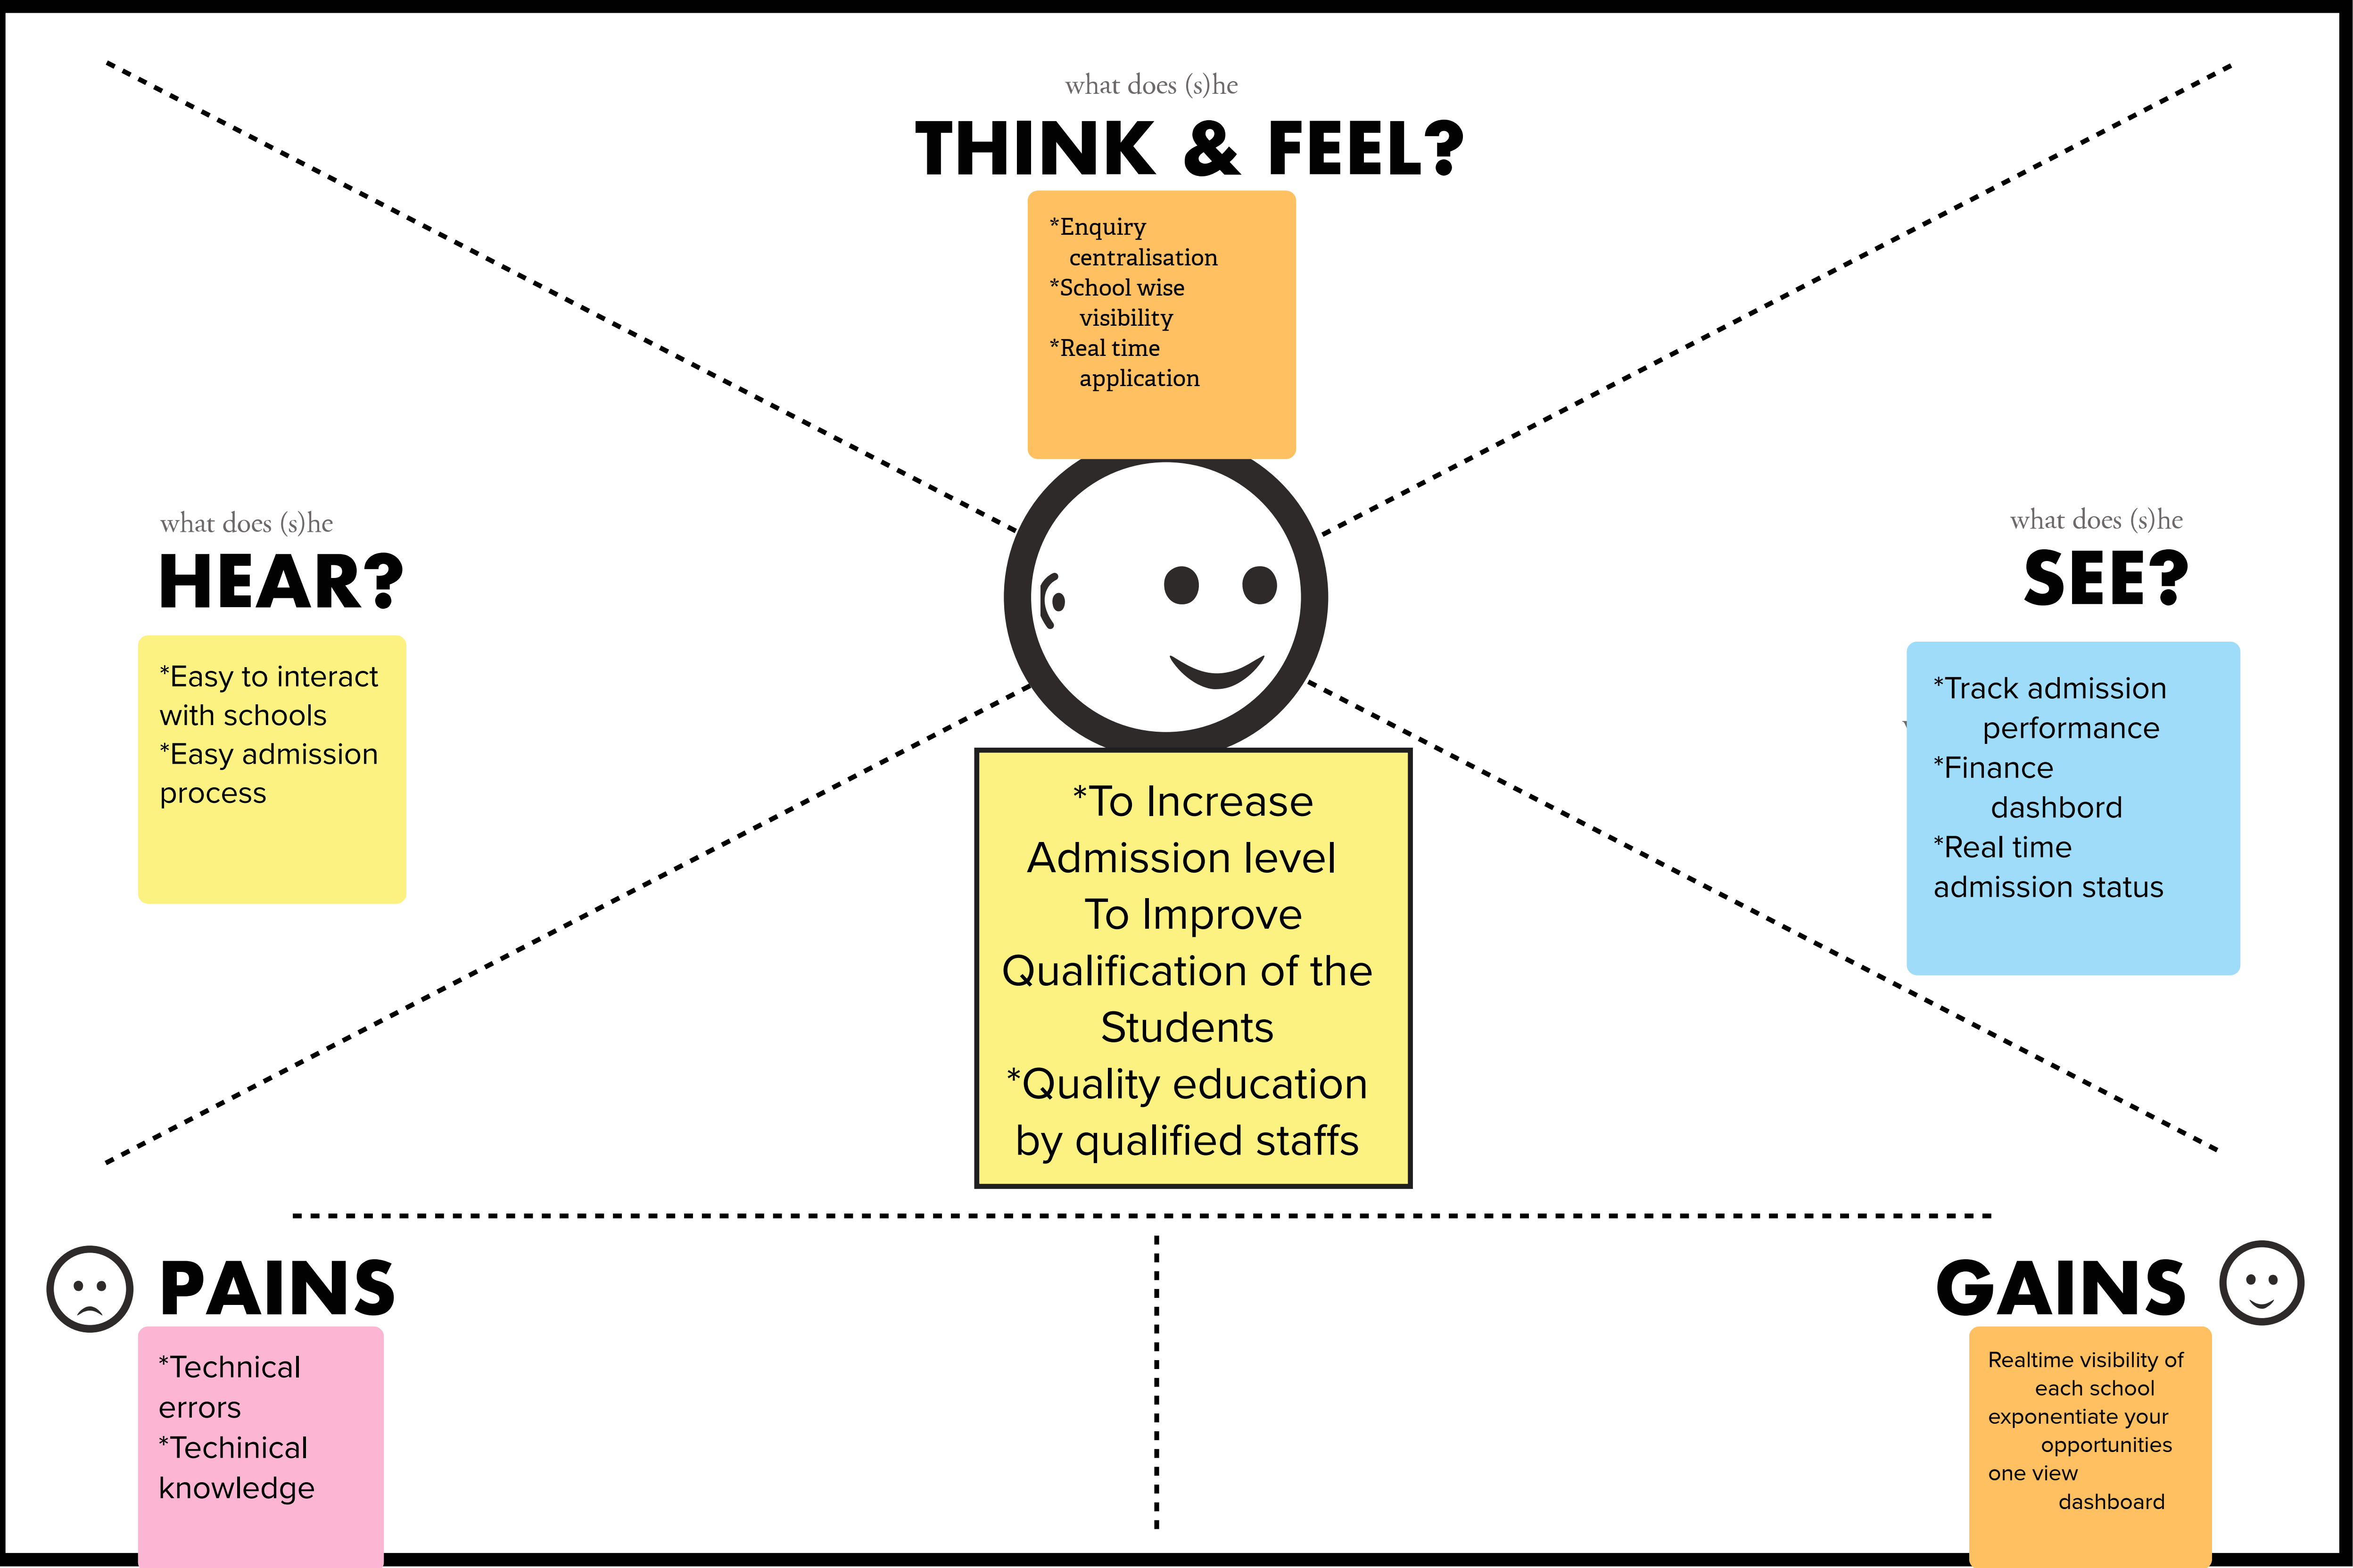 what does (s)he
THINK & FEEL?
*Enquiry
centralisation
*School wise
visibility
*Real time
application
what does (s)he
HEAR?
*Easy to interact
with schools
*Easy admission
process
what does (s)he
SEE?
*Track admission
performance
*Finance
dashbord
*Real time
admission status
*To Increase
Admission level
To Improve
Qualification of the
Students
*Quality education
by qualified staffs
PAINS
*Technical
errors
*Techinical
knowledge
GAINS
Realtime visibility of
each school
exponentiate your
opportunities
one view
dashboard